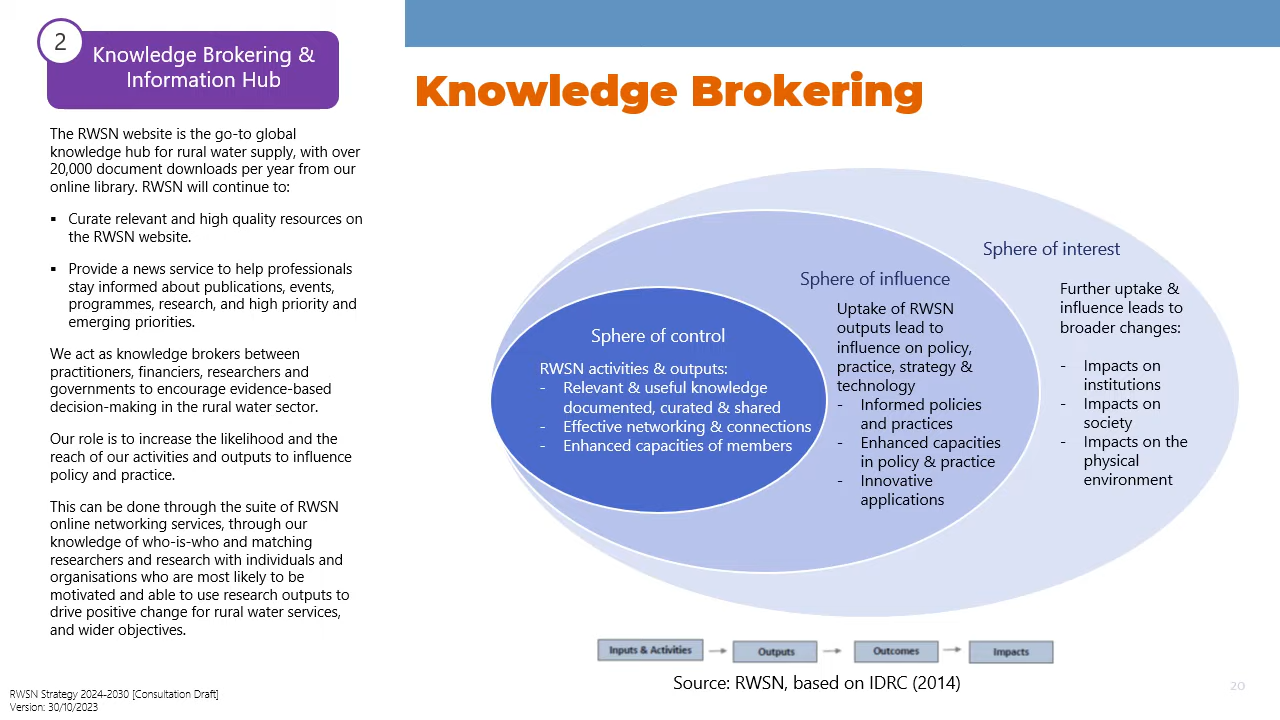 2
Knowledge Brokering &
Information Hub
The RWSN website is the go-to global
knowledge hub for rural water supply, with over
20,000 document downloads per year from our
online library. RWSN will continue to:
▪ Curate relevant and high quality resources on
the RWSN website.
▪ Provide a news service to help professionals
stay informed about publications, events,
programmes, research, and high priority and
emerging priorities.
We act as knowledge brokers between
practitioners, financiers, researchers and
governments to encourage evidence-based
decision-making in the rural water sector.
Our role is to increase the likelihood and the
reach of our activities and outputs to influence
policy and practice.
This can be done through the suite of RWSN
online networking services, through our
knowledge of who-is-who and matching
researchers and research with individuals and
organisations who are most likely to be
motivated and able to use research outputs to
drive positive change for rural water services,
and wider objectives.
RWSN Strategy 2024-2030 [Consultation Draft]
Version: 30/10/2023
Knowledge Brokering
Sphere of control
RWSN activities & outputs:
- Relevant & useful knowledge
documented, curated & shared
- Effective networking & connections
- Enhanced capacities of members
Sphere of influence
Uptake of RWSN
outputs lead to
influence on policy,
practice, strategy &
technology
- Informed policies
and practices
- Enhanced capacities
in policy & practice
- Innovative
applications
Sphere of interest
Further uptake &
influence leads to
broader changes:
- Impacts on
institutions
- Impacts on
society
- Impacts on the
physical
environment
Inputs & Activities
Outputs
Outcomes
Impacts
Source: RWSN, based on IDRC (2014)
20